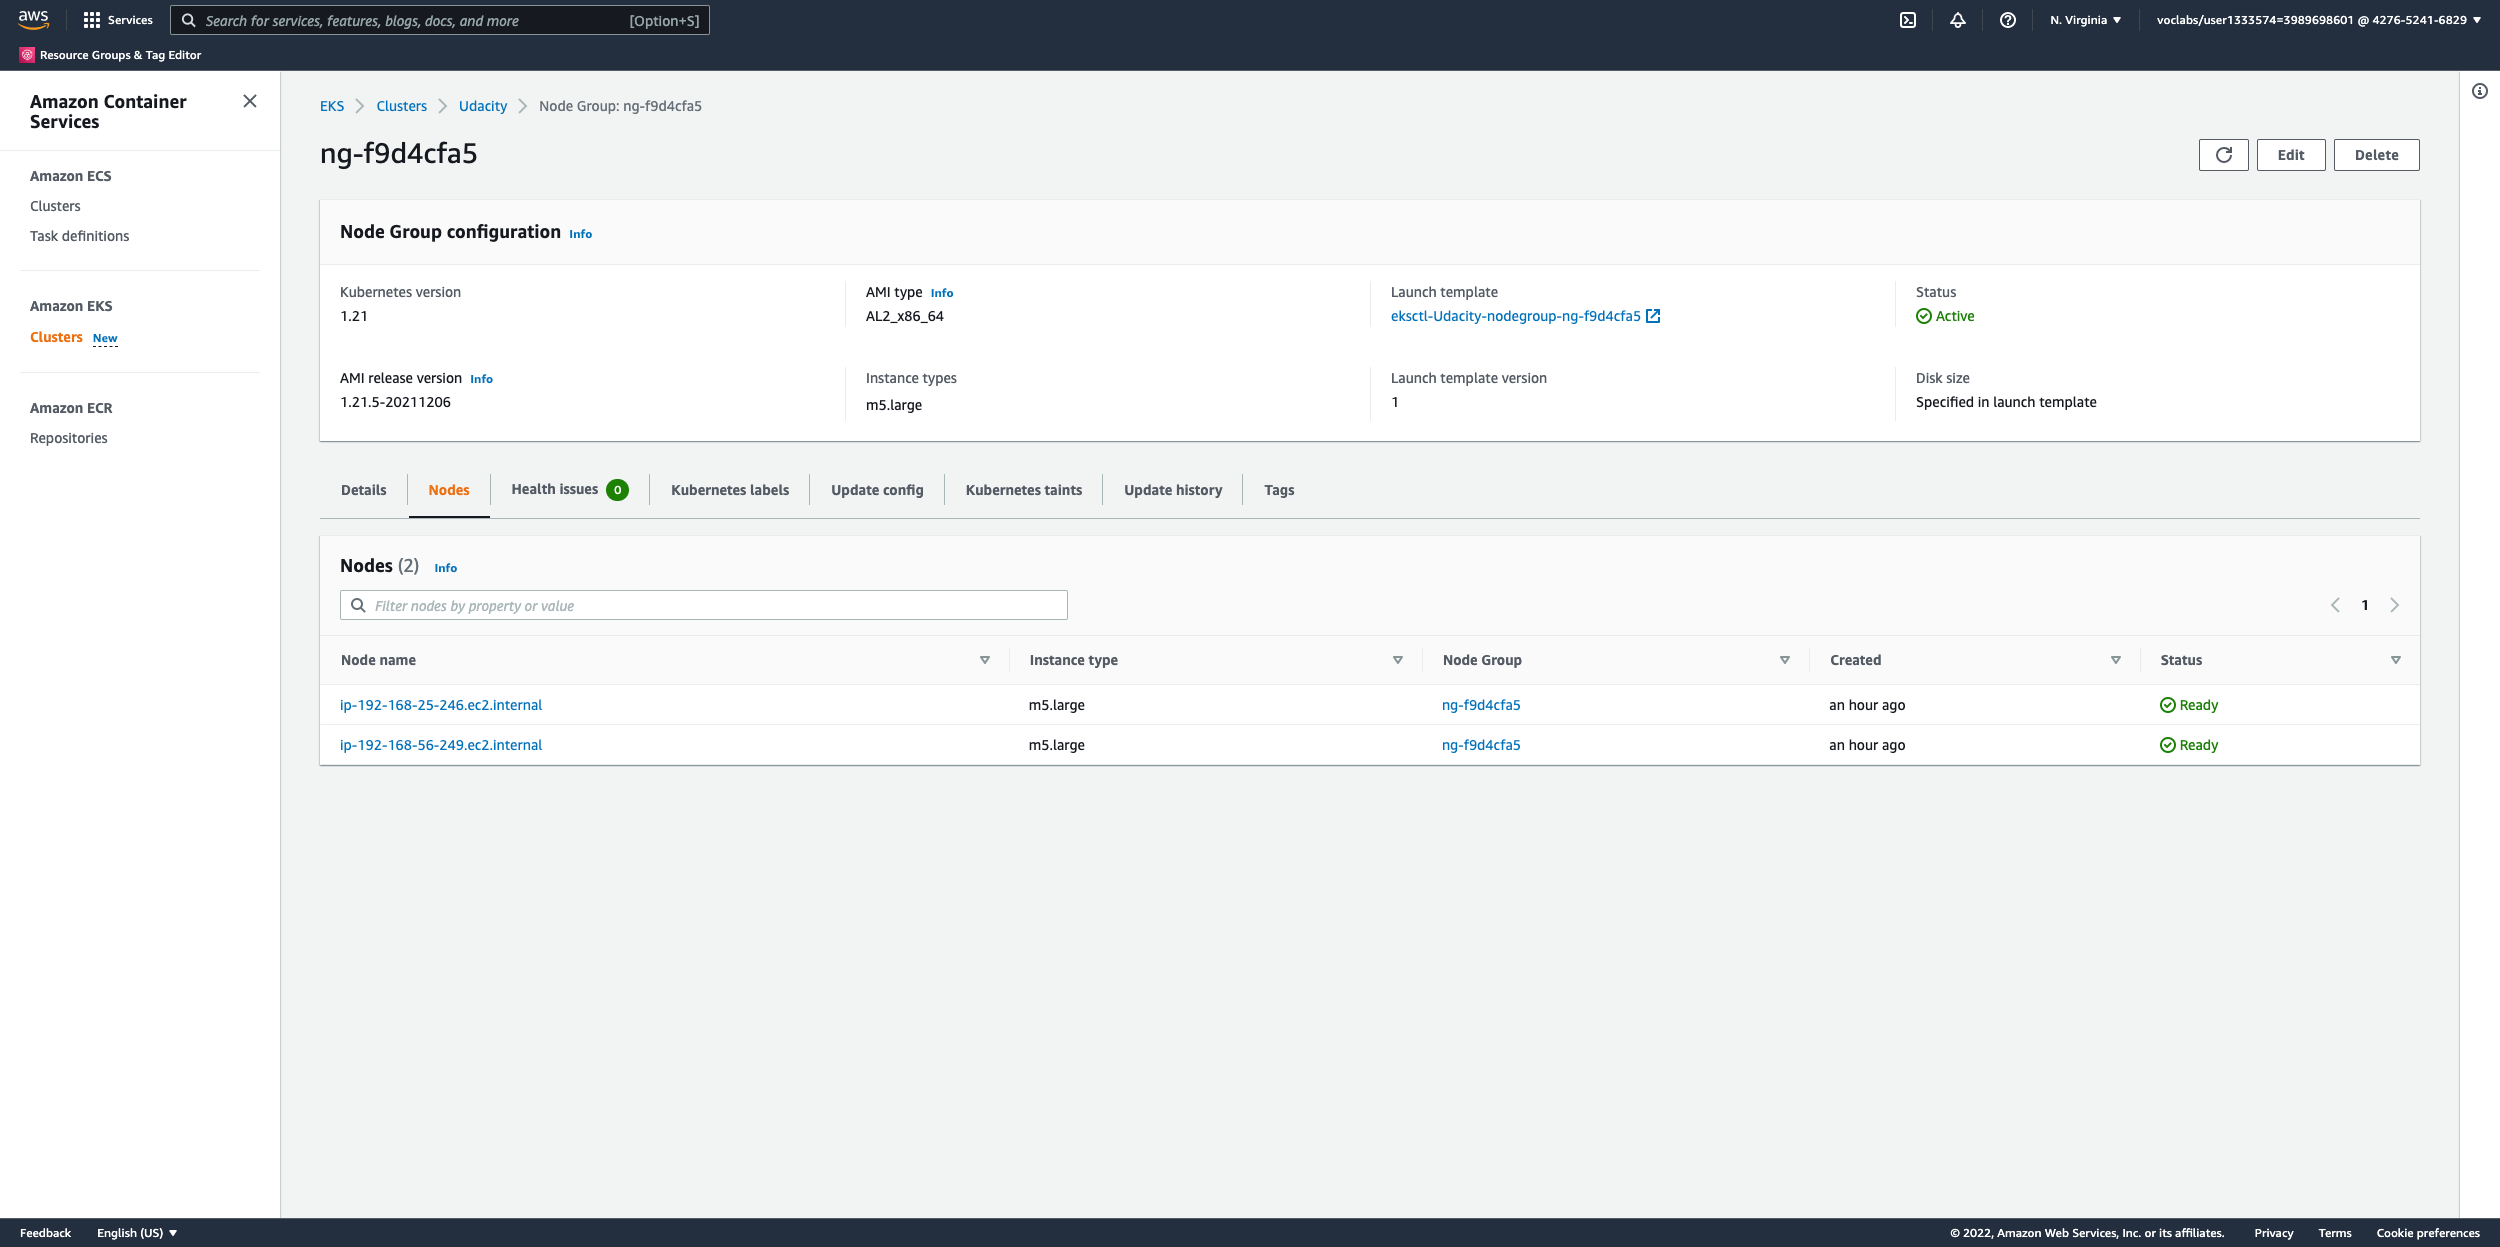 aws
Services
Search for services, features, blogs, docs, and more
[Option+S]
N. Virginia
voclabs/user1333574=3989698601 @ 4276-5241-6829
Resource Groups & Tag Editor
Amazon Container Services
Amazon ECS
Clusters
Task definitions
Amazon EKS
Clusters New
Amazon ECR
Repositories
EKS Clusters Udacity Node Group: ng-f9d4cfa5
ng-f9d4cfa5
Edit
Delete
Node Group configuration Info
Kubernetes version
1.21
AMI type Info
AL2_x86_64
Launch template
eksctl-Udacity-nodegroup-ng-f9d4cfa5
Status
Active
AMI release version Info
1.21.5-20211206
Instance types
m5.large
Launch template version
1
Disk size
Specified in launch template
Details Nodes Health issues 0 Kubernetes labels Update config Kubernetes taints Update history Tags
Nodes (2) Info
Filter nodes by property or value
1
Node name Instance type Node Group Created Status
ip-192-168-25-246.ec2.internal m5.large ng-f9d4cfa5 an hour ago Ready
ip-192-168-56-249.ec2.internal m5.large ng-f9d4cfa5 an hour ago Ready
Feedback English (US) © 2022, Amazon Web Services, Inc. or its affiliates. Privacy Terms Cookie preferences